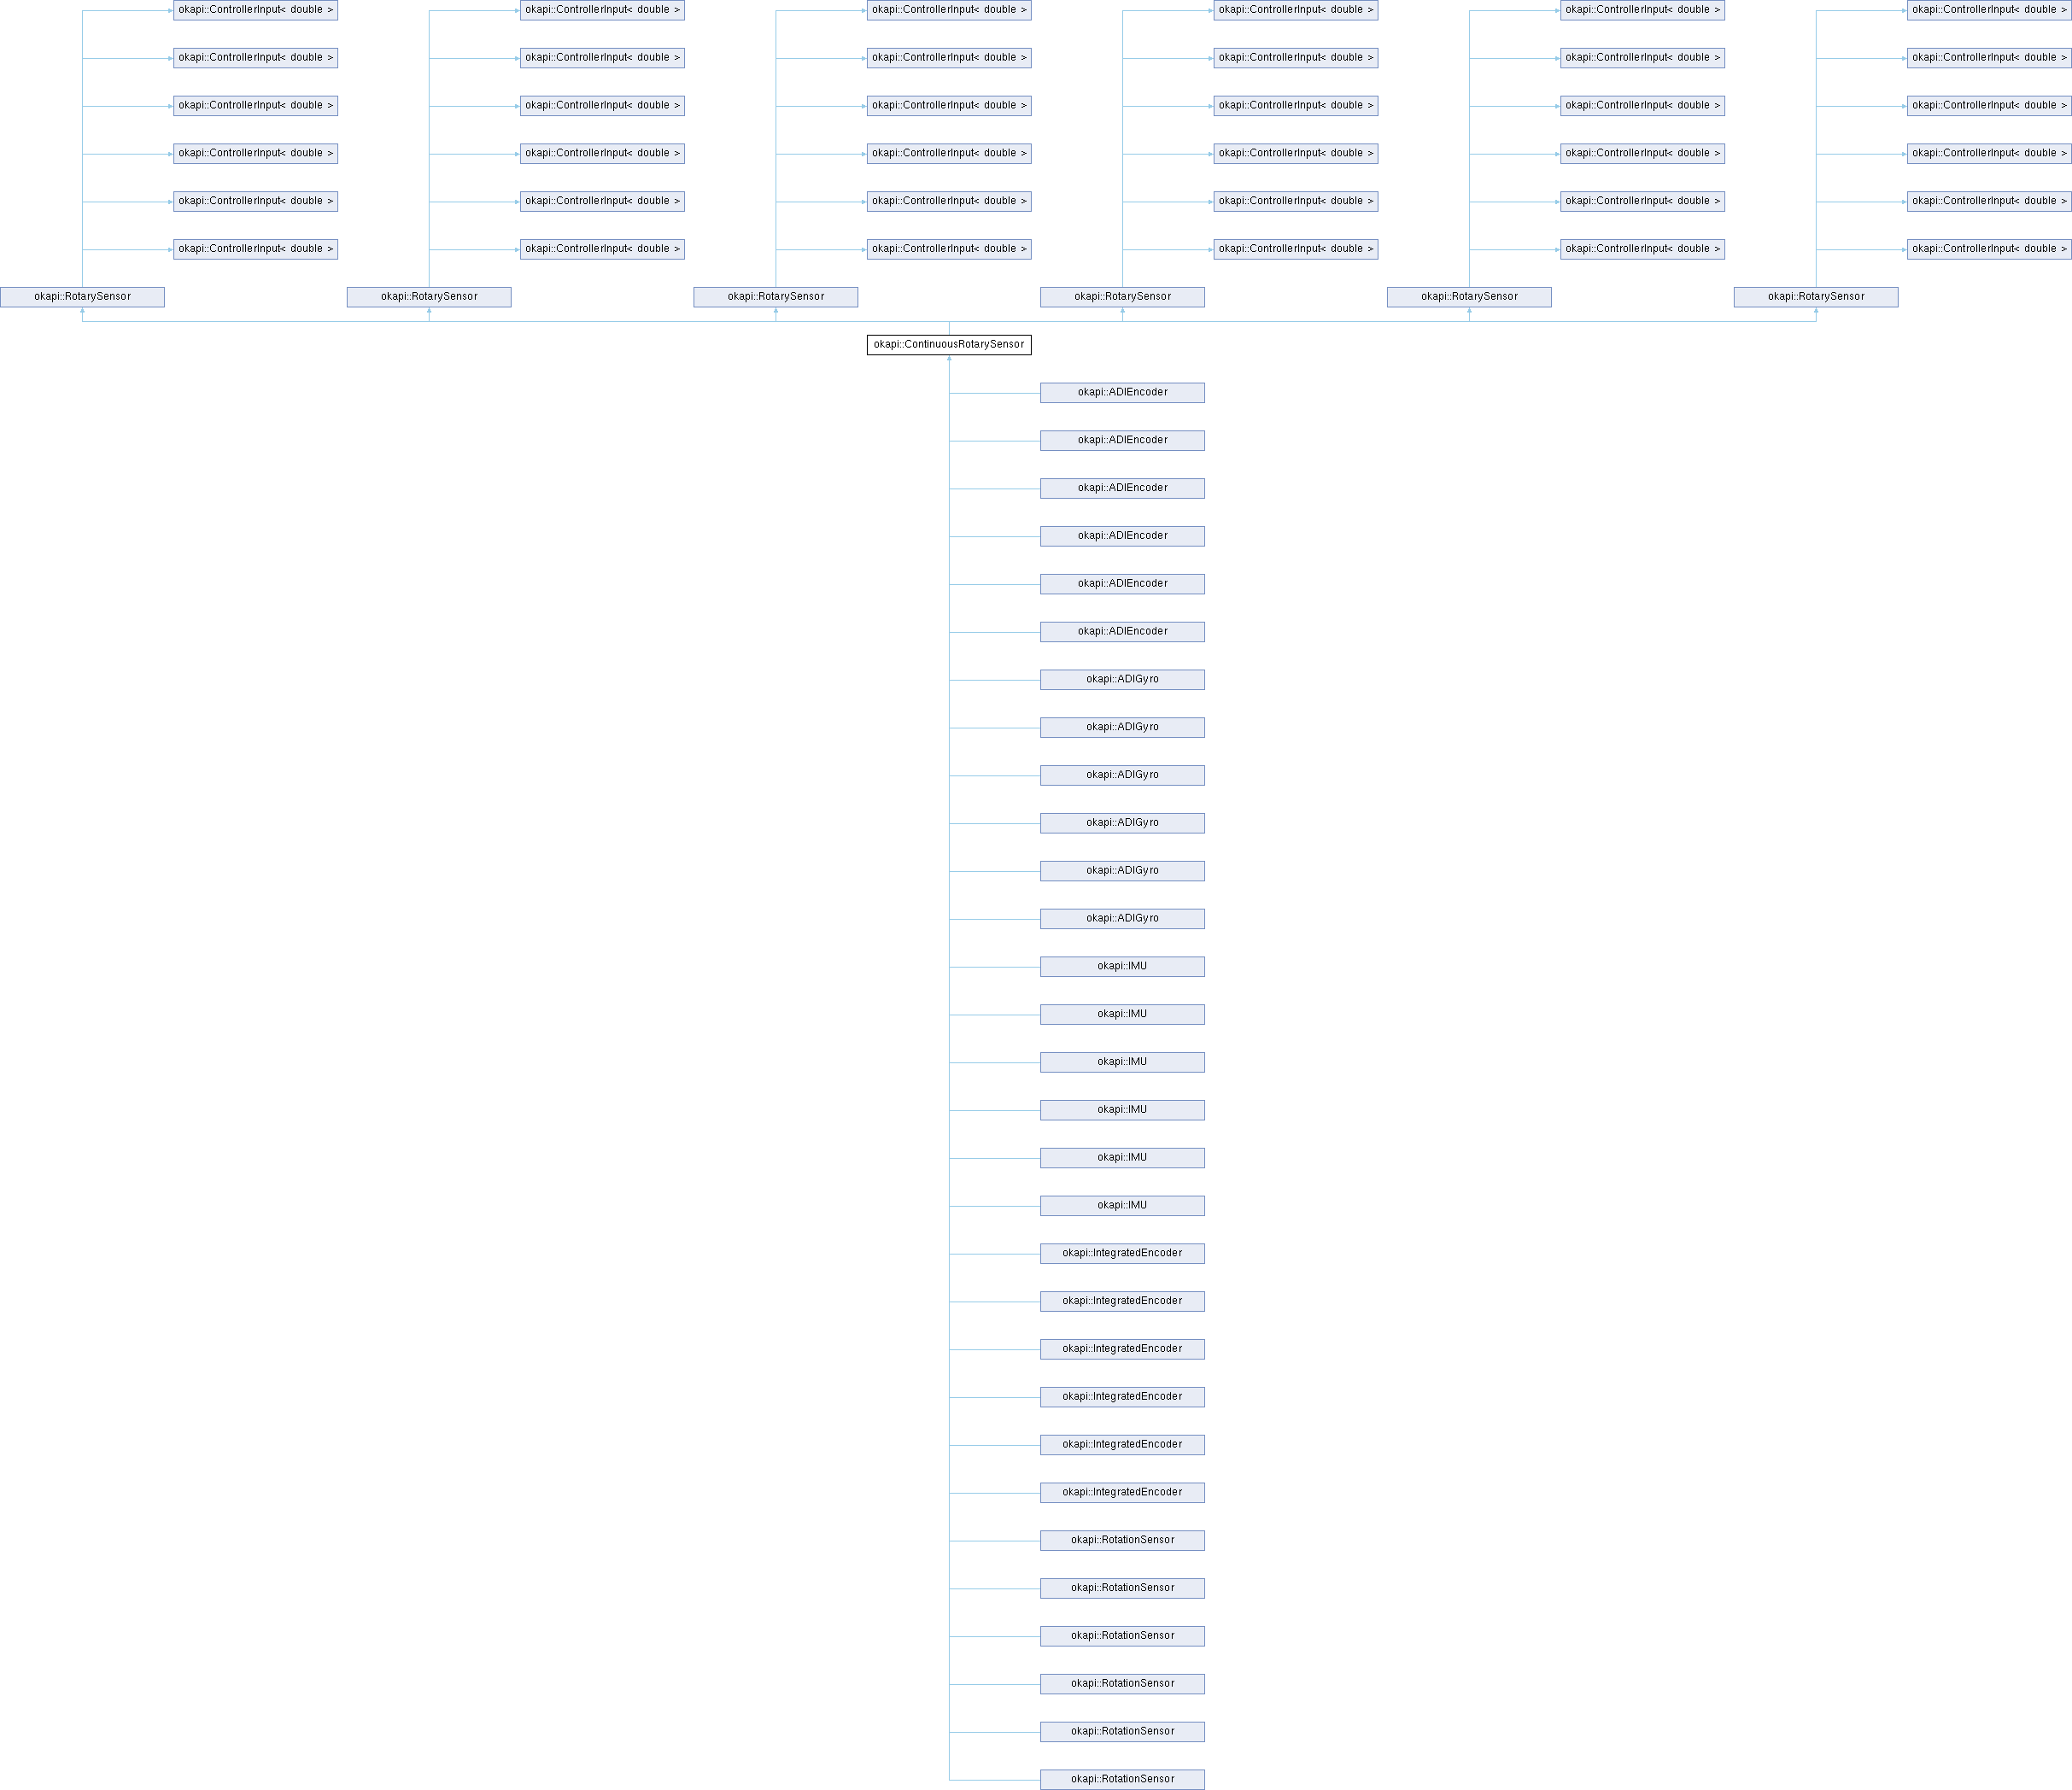 okapi::ControllerInput< double > okapi::ControllerInput< double > okapi::ControllerInput< double > okapi::ControllerInput< double > okapi::ControllerInput< double > okapi::ControllerInput< double >
okapi::ControllerInput< double > okapi::ControllerInput< double > okapi::ControllerInput< double > okapi::ControllerInput< double > okapi::ControllerInput< double > okapi::ControllerInput< double >
okapi::ControllerInput< double > okapi::ControllerInput< double > okapi::ControllerInput< double > okapi::ControllerInput< double > okapi::ControllerInput< double > okapi::ControllerInput< double >
okapi::ControllerInput< double > okapi::ControllerInput< double > okapi::ControllerInput< double > okapi::ControllerInput< double > okapi::ControllerInput< double > okapi::ControllerInput< double >
okapi::ControllerInput< double > okapi::ControllerInput< double > okapi::ControllerInput< double > okapi::ControllerInput< double > okapi::ControllerInput< double > okapi::ControllerInput< double >
okapi::ControllerInput< double > okapi::ControllerInput< double > okapi::ControllerInput< double > okapi::ControllerInput< double > okapi::ControllerInput< double > okapi::ControllerInput< double >
okapi::RotarySensor okapi::RotarySensor okapi::RotarySensor okapi::RotarySensor okapi::RotarySensor okapi::RotarySensor
okapi::ContinuousRotarySensor
okapi::ADIEncoder
okapi::ADIEncoder
okapi::ADIEncoder
okapi::ADIEncoder
okapi::ADIEncoder
okapi::ADIEncoder
okapi::ADIGyro
okapi::ADIGyro
okapi::ADIGyro
okapi::ADIGyro
okapi::ADIGyro
okapi::ADIGyro
okapi::IMU
okapi::IMU
okapi::IMU
okapi::IMU
okapi::IMU
okapi::IMU
okapi::IntegratedEncoder
okapi::IntegratedEncoder
okapi::IntegratedEncoder
okapi::IntegratedEncoder
okapi::IntegratedEncoder
okapi::IntegratedEncoder
okapi::RotationSensor
okapi::RotationSensor
okapi::RotationSensor
okapi::RotationSensor
okapi::RotationSensor
okapi::RotationSensor